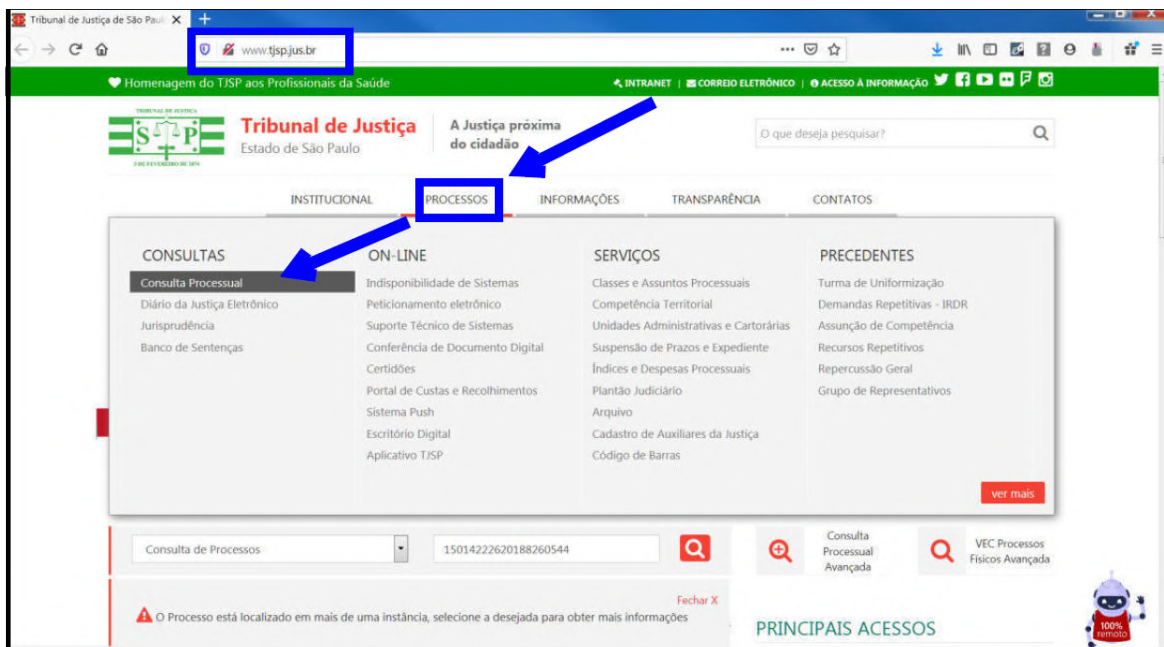 Tribunal de Justiça de São Paul
www.tjsp.jus.br
Homenagem do TJSP aos Profissionais da Saúde
INTRANET | CORREIO ELETRÔNICO | ACESSO À INFORMAÇÃO
TRIBUNAL DE JUSTIÇA
S P
3 DE FEVEREIRO DE 1874
Tribunal de Justiça
Estado de São Paulo
A Justiça próxima
do cidadão
O que deseja pesquisar?
INSTITUCIONAL PROCESSOS INFORMAÇÕES TRANSPARÊNCIA CONTATOS
CONSULTAS
Consulta Processual
Diário da Justiça Eletrônico
Jurisprudência
Banco de Sentenças
ON-LINE
Indisponibilidade de Sistemas
Peticionamento eletrônico
Suporte Técnico de Sistemas
Conferência de Documento Digital
Certidões
Portal de Custas e Recolhimentos
Sistema Push
Escritório Digital
Aplicativo TJSP
SERVIÇOS
Classes e Assuntos Processuais
Competência Territorial
Unidades Administrativas e Cartorárias
Suspensão de Prazos e Expediente
Índices e Despesas Processuais
Plantão Judiciário
Arquivo
Cadastro de Auxiliares da Justiça
Código de Barras
PRECEDENTES
Turma de Uniformização
Demandas Repetitivas - IRDR
Assunção de Competência
Recursos Repetitivos
Repercussão Geral
Grupo de Representativos
ver mais
Consulta de Processos
15014222620188260544
Consulta
Processual
Avançada
VEC Processos
Físicos Avançada
Fechar X
O Processo está localizado em mais de uma instância, selecione a desejada para obter mais informações
PRINCIPAIS ACESSOS
100%
remoto